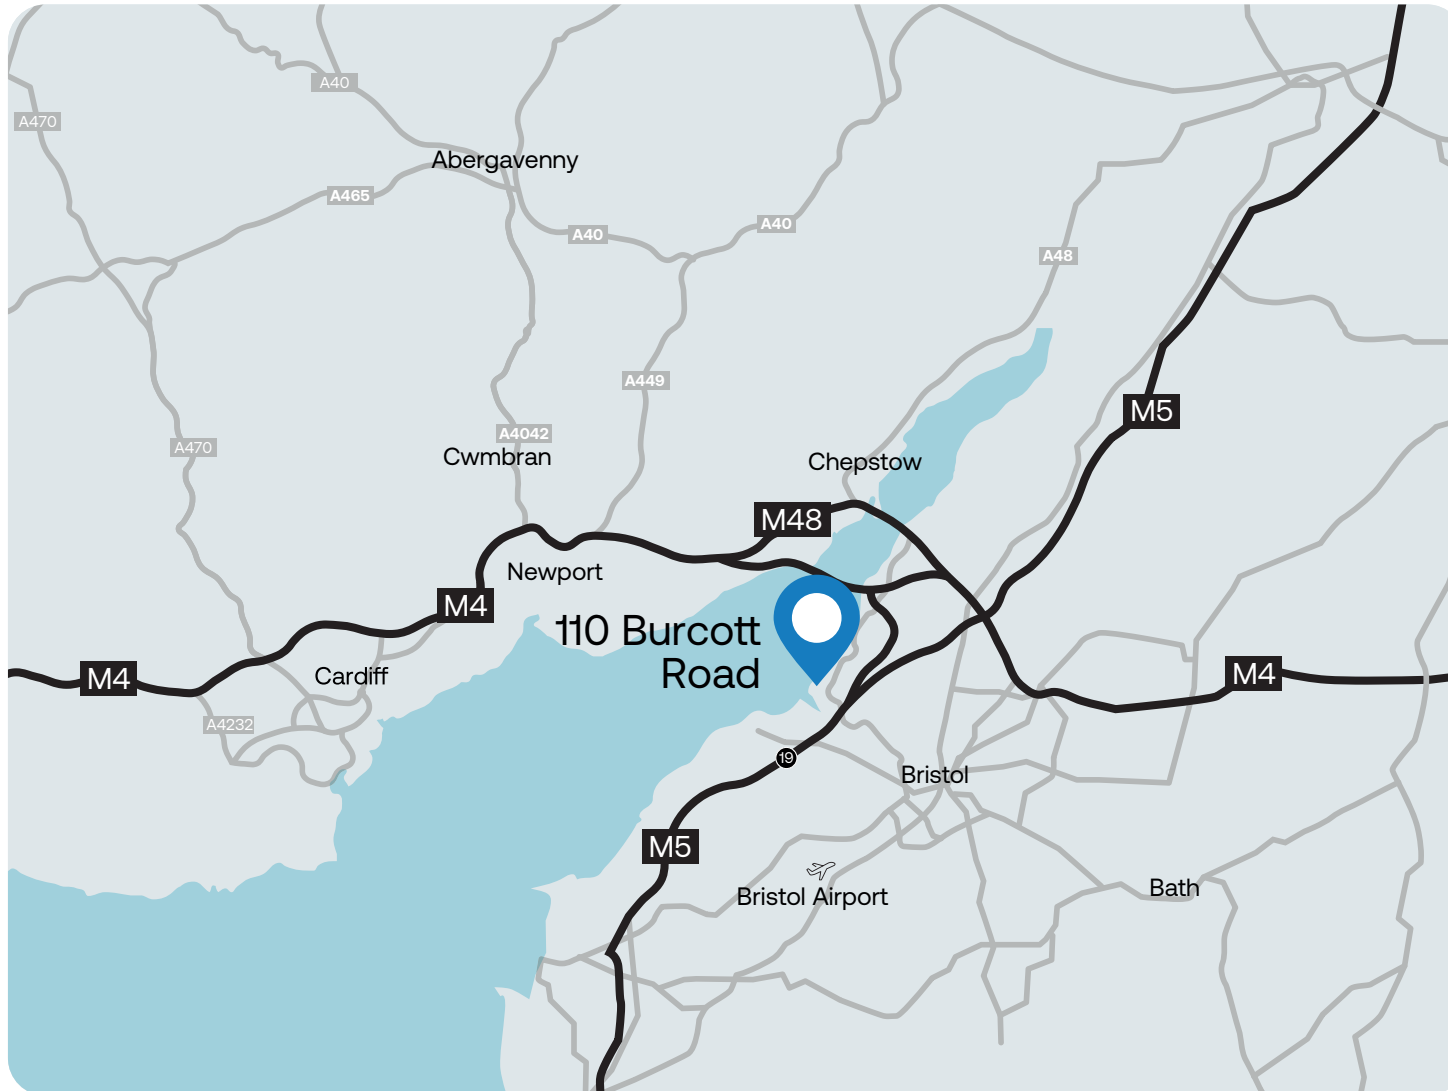 A40
A470
Abergavenny
A465
A40
A40
A48
A449
M5
A4042
A470
Cwmbran
Chepstow
M48
Newport
M4
110 Burcott
Road
Cardiff
M4
M4
A4232
19
Bristol
M5
Bristol Airport
Bath